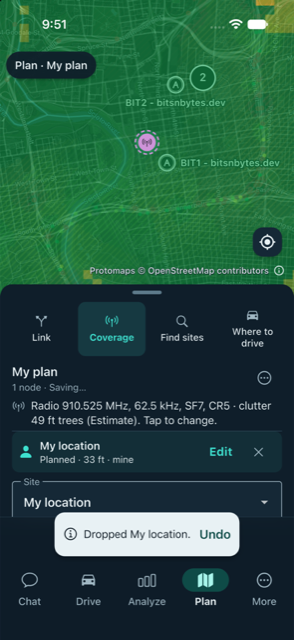 9:51
Plan · My plan
A
2
BIT2 - bitsnbytes.dev
A
BIT1 - bitsnbytes.dev
Protomaps © OpenStreetMap contributors
Link
Coverage
Find sites
Where to
drive
My plan
1 node · Saving...
Radio 910.525 MHz, 62.5 kHz, SF7, CR5 · clutter
49 ft trees (Estimate). Tap to change.
My location
Planned · 33 ft · mine
Edit
Site
My location
Dropped My location.
Undo
Chat
Drive
Analyze
Plan
More